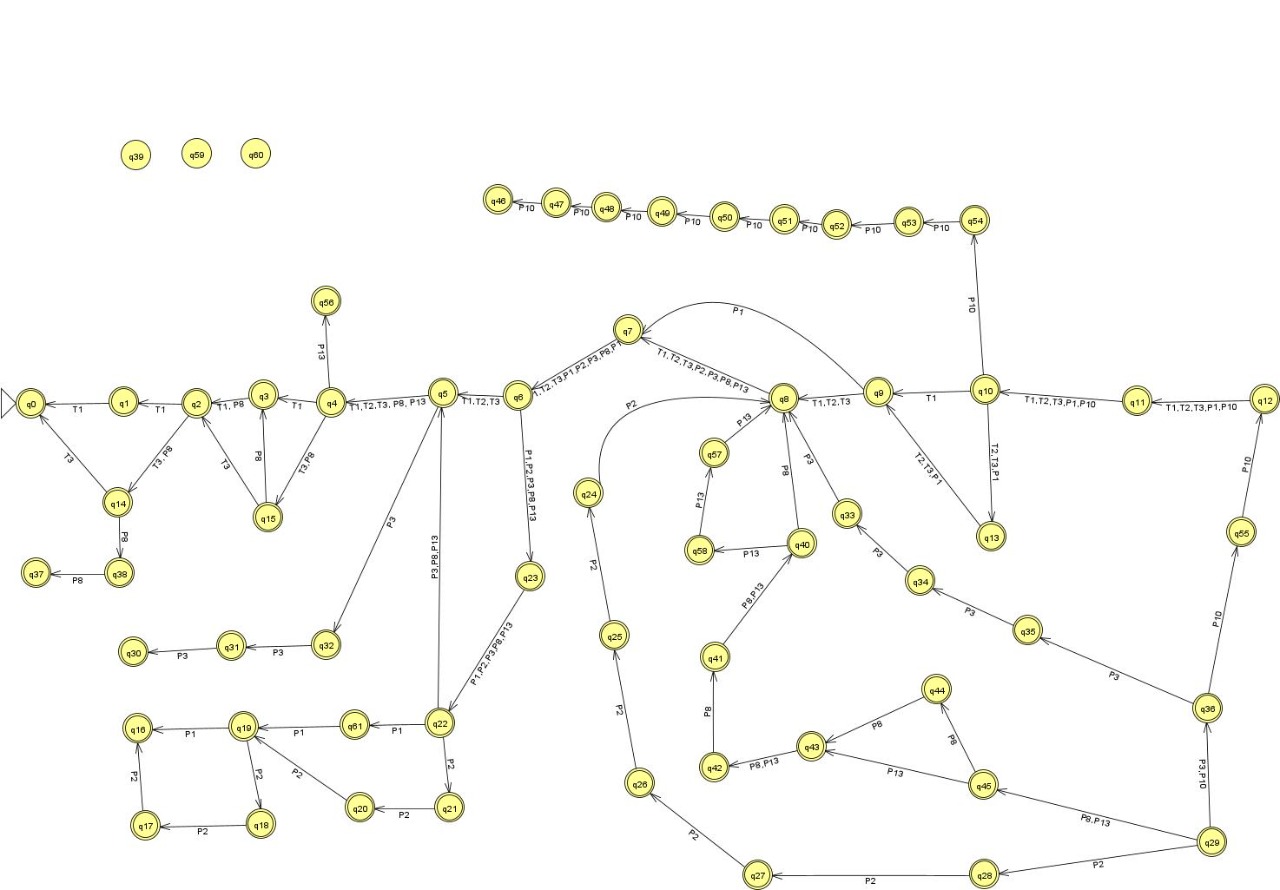 q39 q59 q60
q46 q47 q48 q49 q50 q51 q52 q53 q54
P10 P10 P10 P10 P10 P10 P10 P10
q56
P10
q7
P1
P13
T1,T2,T3,P2,P3,P8,P13
,T2,T3,P1,P2,P3,P8,P1
q0 q1 q2 q3 q4 q5 q6 q8 q9 q10 q11 q12
T1 T1 T1, P8 T1 T1,T2,T3, P8, P13 T1,T2,T3 T1,T2,T3 T1 T1,T2,T3,P1,P10 T1,T2,T3,P1,P10
P2
T3 T3, P8 T3 P8 T3,P8
P13
q57
P3
P8
T2,T3,P1
T2,T3,P1
P10
P1,P2,P3,P8,P13
q14 q15 q24 q33
P13
P3
q55
q13
P8
P3,P8,P13
q58 P13 q40
P3
q37 P8 q38
q23
P2
q34
P8,P13
P3
P10
q30 P3 q31 P3 q32
q25
q35
P1,P2,P3,P8,P13
q41
P3
q44
P2
P8
P8
q36
q16 P1 q19 P1 q61 P1 q22
P8
q43
P8,P13
q42
P13
P3,P10
P2 P2 P2 P2
q26
q45
q20 P2 q21
q17 P2 q18
P8,P13
P2
q29
P2
q27 P2 q28